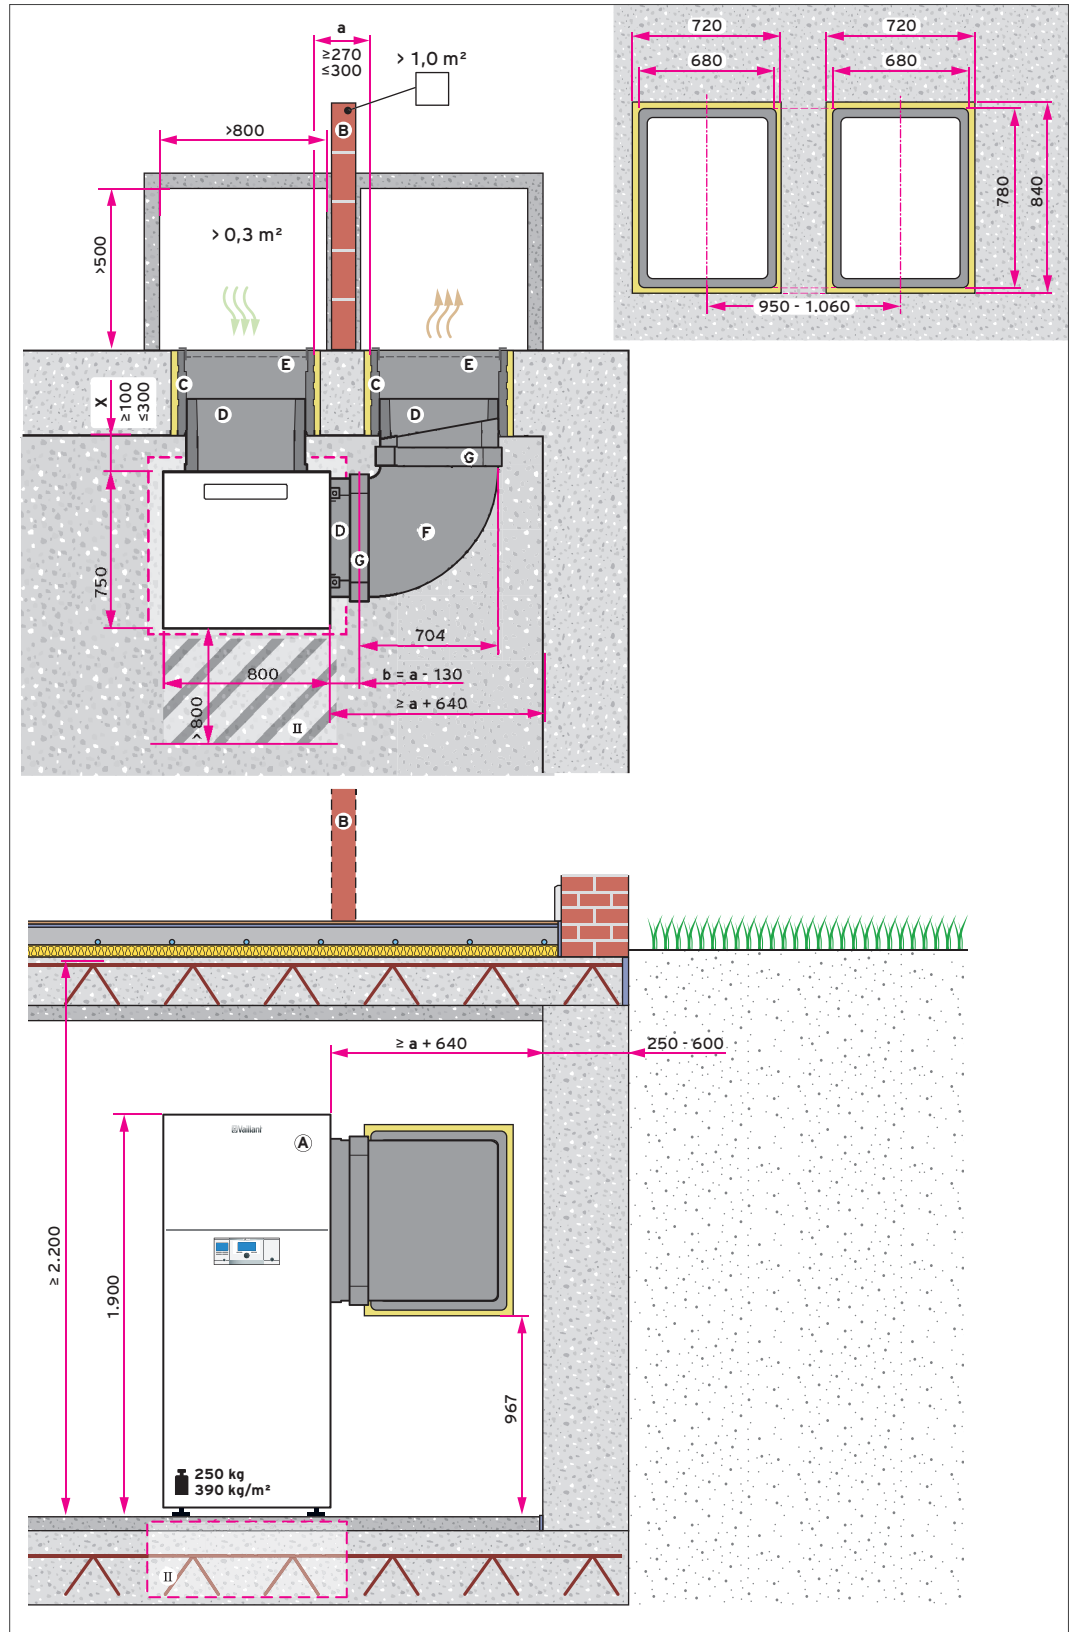 a
≥270
≤300
> 1,0 m²
B
>800
>500
> 0,3 m²
720
720
680
680
780
840
950 - 1.060
E
E
C
C
D
D
X
≥100
≤300
G
D
G
F
750
704
800
b = a - 130
≥ a + 640
>800
II
B
≥ a + 640
250 - 600
Vaillant
A
≥ 2.200
1.900
967
250 kg
390 kg/m²
II